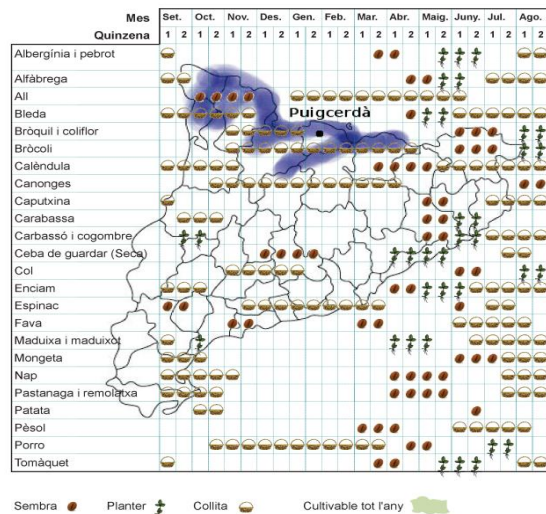 Mes Set. Oct. Nov. Des. Gen. Feb. Mar. Abr. Maig. Juny. Jul. Ago.
Quinzena 1 2 1 2 1 2 1 2 1 2 1 2 1 2 1 2 1 2 1 2 1 2 1 2
Albergínia i pebrot
Alfàbrega
All
Bleda
Puigcerdà
Bròquil i coliflor
Bròcoli
Calèndula
Canonges
Caputxina
Carabassa
Carbassó i cogombre
Ceba de guardar (Seca)
Col
Enciam
Espinac
Fava
Maduixa i maduixot
Mongeta
Nap
Pastanaga i remolatxa
Patata
Pèsol
Porro
Tomàquet
Sembra Planter Collita Cultivable tot l'any